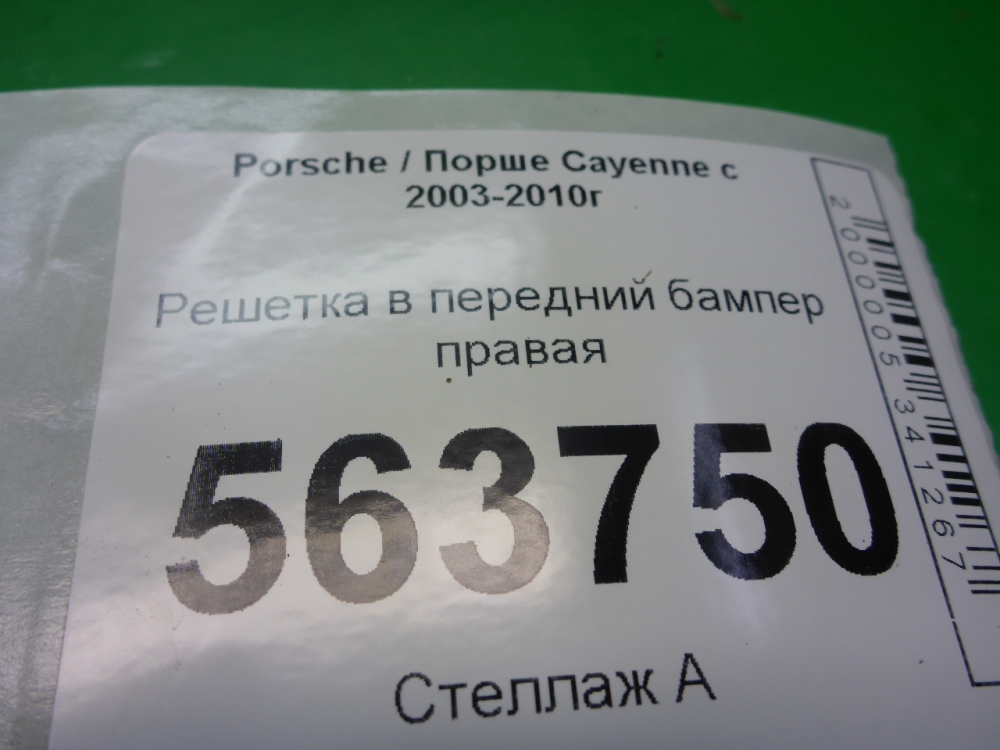 Porsche / Порше Cayenne с
2003-2010г
Решетка в передний бампер
правая
563750
Стеллаж А
2000005341267